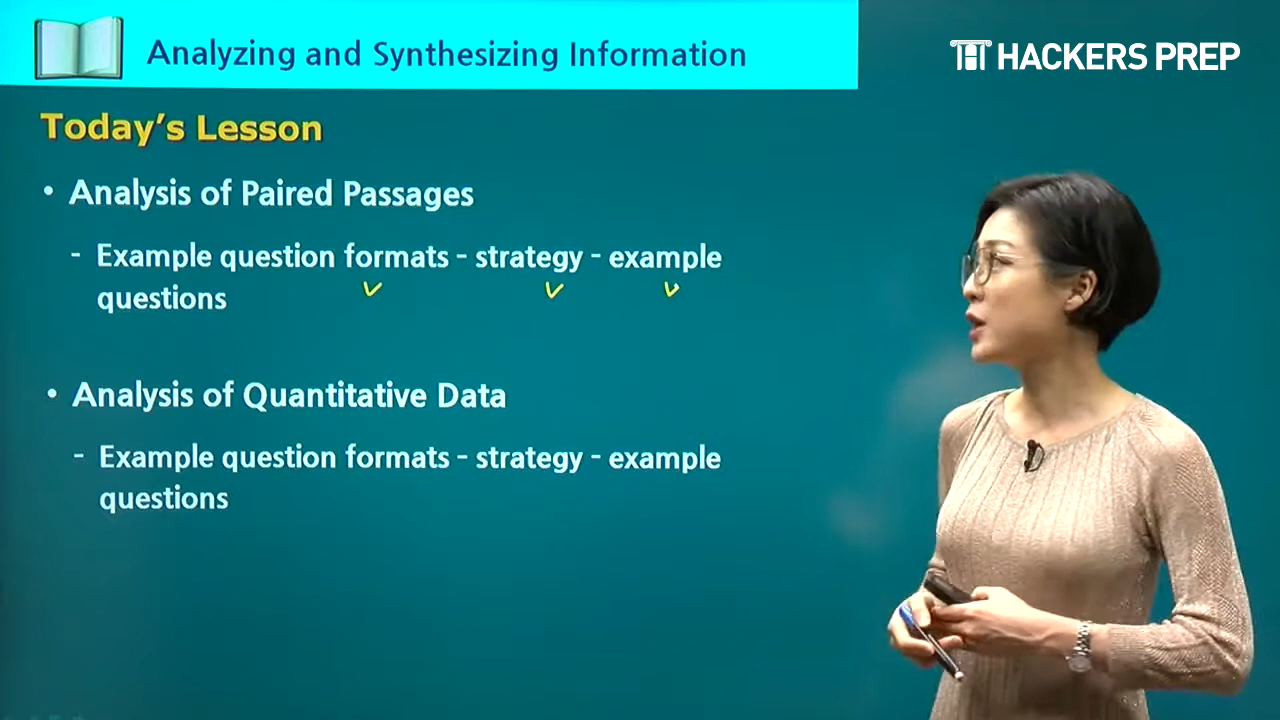 Analyzing and Synthesizing Information
HACKERS PREP
Today's Lesson
• Analysis of Paired Passages
- Example question formats - strategy - example
questions
• Analysis of Quantitative Data
- Example question formats - strategy - example
questions